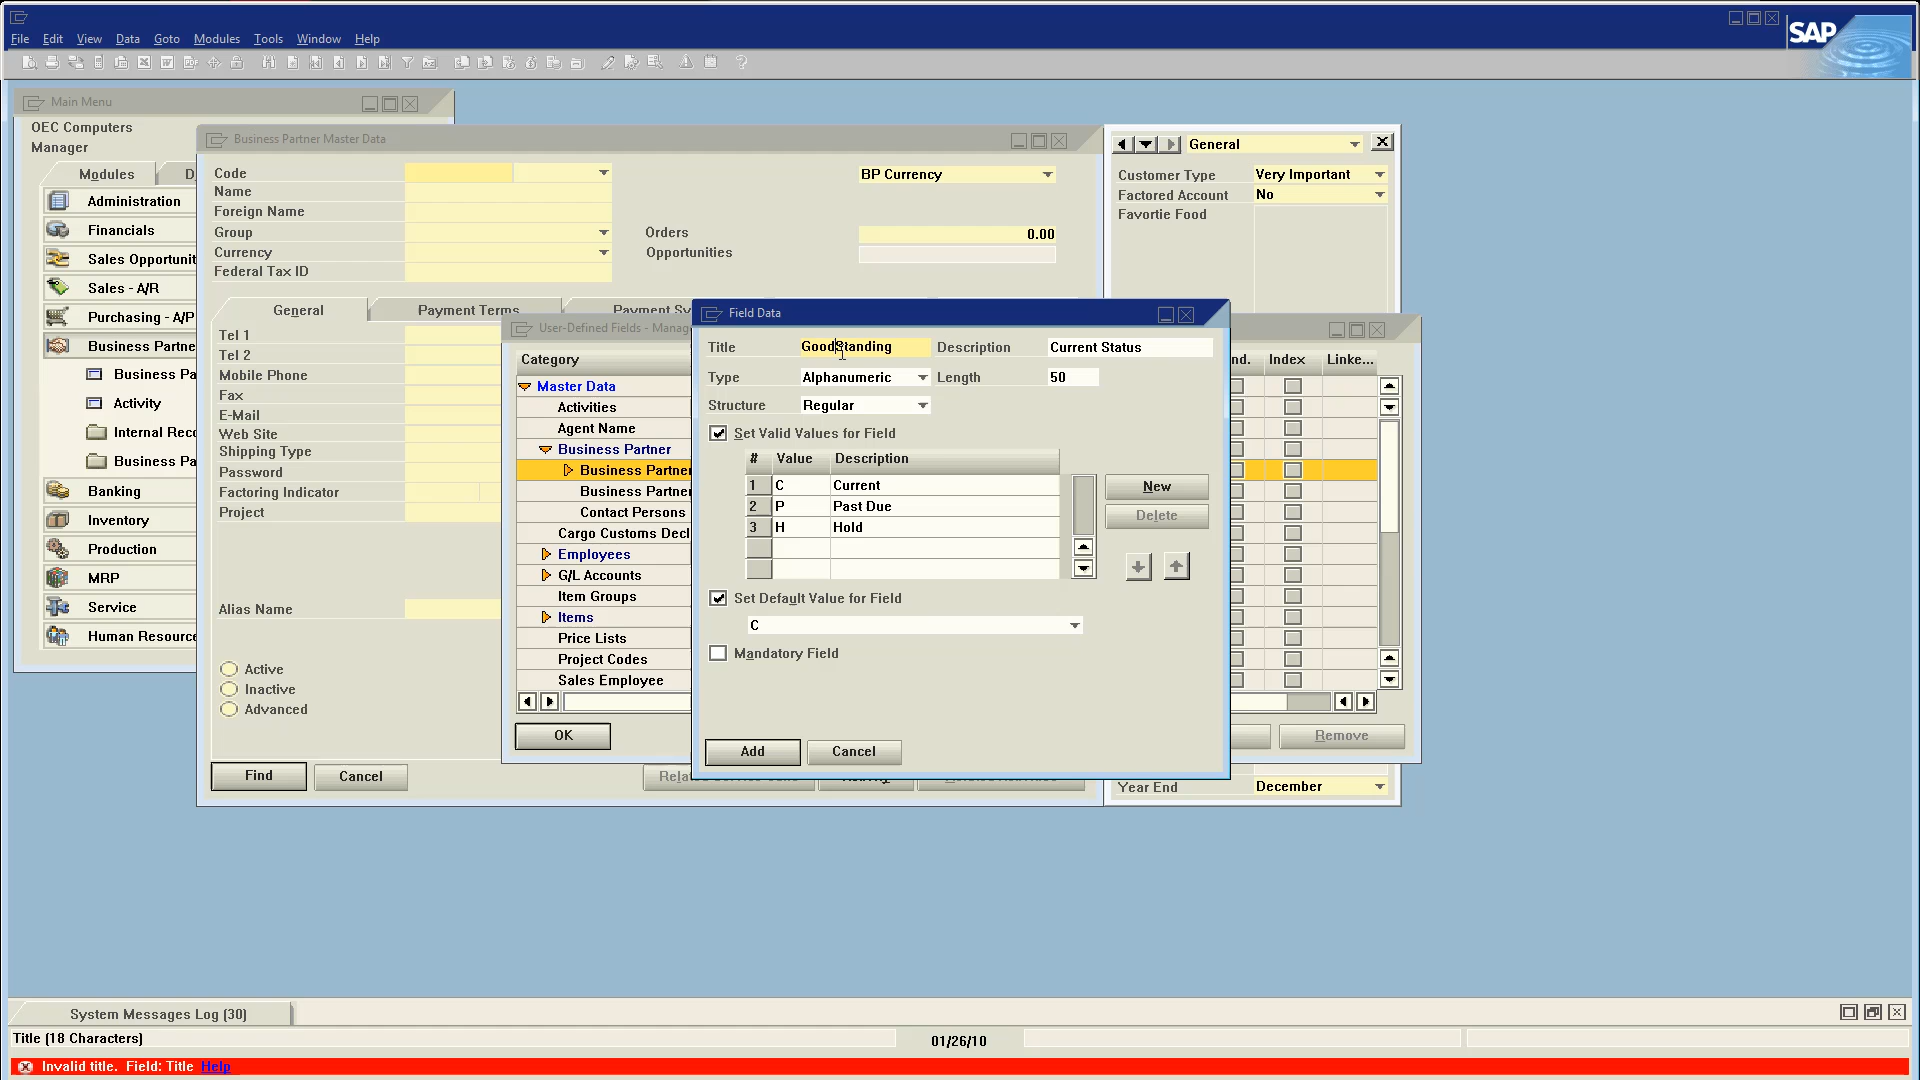 SAP
File Edit View Data Goto Modules Tools Window Help
Main Menu
OEC Computers
Manager
Modules D
Administration
Financials
Sales Opportunit
Sales - A/R
Purchasing - A/P
Business Partne
Business Pa
Activity
Internal Reco
Business Pa
Banking
Inventory
Production
MRP
Service
Human Resource
Business Partner Master Data
Code
Name
Foreign Name
Group
Currency
Federal Tax ID
BP Currency
Orders 0.00
Opportunities
General Payment Terms Payment Sy
Tel 1
Tel 2
Mobile Phone
Fax
E-Mail
Web Site
Shipping Type
Password
Factoring Indicator
Project
Alias Name
Active
Inactive
Advanced
Find Cancel
General
Customer Type Very Important
Factored Account No
Favortie Food
Year End December
User-Defined Fields - Manag
Category nd. Index Linke...
Master Data
Activities
Agent Name
Business Partner
Business Partner
Business Partner
Contact Persons
Cargo Customs Decl
Employees
G/L Accounts
Item Groups
Items
Price Lists
Project Codes
Sales Employee
OK Remove
Field Data
Title GoodStanding Description Current Status
Type Alphanumeric Length 50
Structure Regular
Set Valid Values for Field
# Value Description
1 C Current
2 P Past Due
3 H Hold
New
Delete
Set Default Value for Field
C
Mandatory Field
Add Cancel
System Messages Log (30)
Title (18 Characters) 01/26/10
Invalid title. Field: Title Help